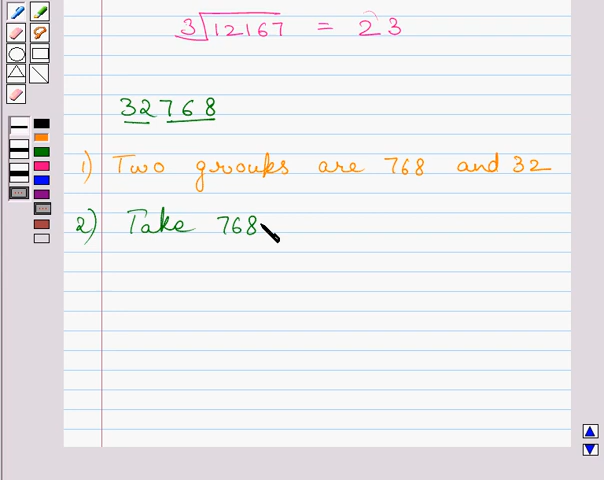 3√12167 = 23
32768
1) Two groups are 768 and 32
2) Take 768